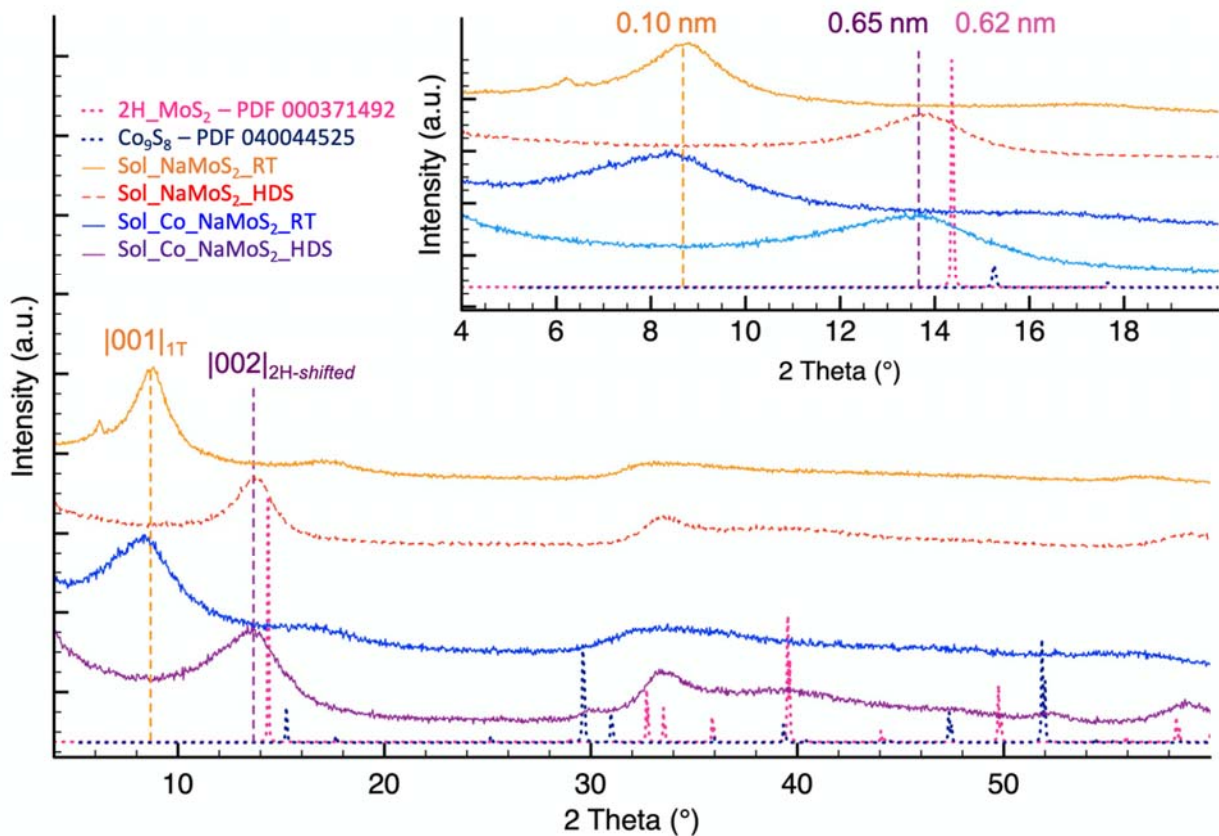 0.10 nm 0.65 nm 0.62 nm
2H_MoS₂ – PDF 000371492
Co₉S₈ – PDF 040044525
Sol_NaMoS₂_RT
Sol_NaMoS₂_HDS
Sol_Co_NaMoS₂_RT
Sol_Co_NaMoS₂_HDS
Intensity (a.u.)
4 6 8 10 12 14 16 18
2 Theta (°)
|001|1T
|002|2H-shifted
Intensity (a.u.)
10 20 30 40 50
2 Theta (°)